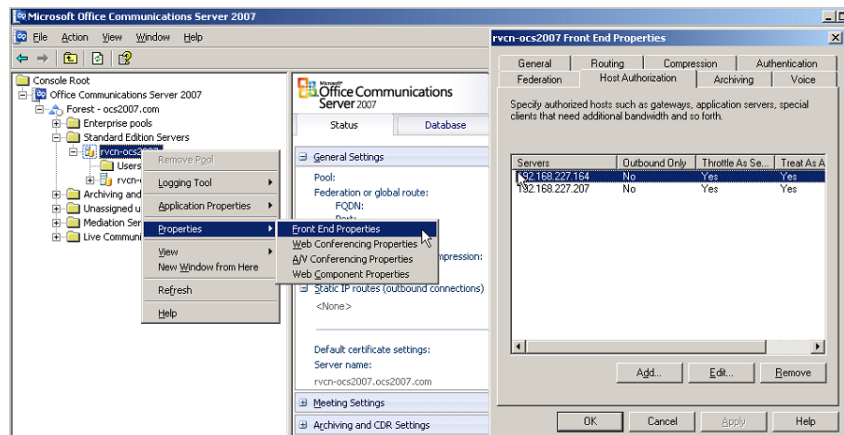 Microsoft Office Communications Server 2007
File Action View Window Help
Console Root
Office Communications Server 2007
Forest - ocs2007.com
Enterprise pools
Standard Edition Servers
rvcn-ocs2007
Users
rvcn-
Archiving and
Unassigned u
Mediation Ser
Live Communi
Remove Pool
Logging Tool
Application Properties
Properties
View
New Window from Here
Refresh
Help
Front End Properties
Web Conferencing Properties
A/V Conferencing Properties
Web Component Properties
Microsoft
Office Communications
Server 2007
Status Database
General Settings
Pool:
Federation or global route:
FQDN:
Port:
mpression:
Static IP routes (outbound connections)
<None>
Default certificate settings:
Server name:
rvcn-ocs2007.ocs2007.com
Meeting Settings
Archiving and CDR Settings
rvcn-ocs2007 Front End Properties
General Routing Compression Authentication
Federation Host Authorization Archiving Voice
Specify authorized hosts such as gateways, application servers, special
clients that need additional bandwidth and so forth.
Servers Outbound Only Throttle As Se... Treat As A
192.168.227.164 No Yes Yes
192.168.227.207 No Yes Yes
Add... Edit... Remove
OK Cancel Apply Help